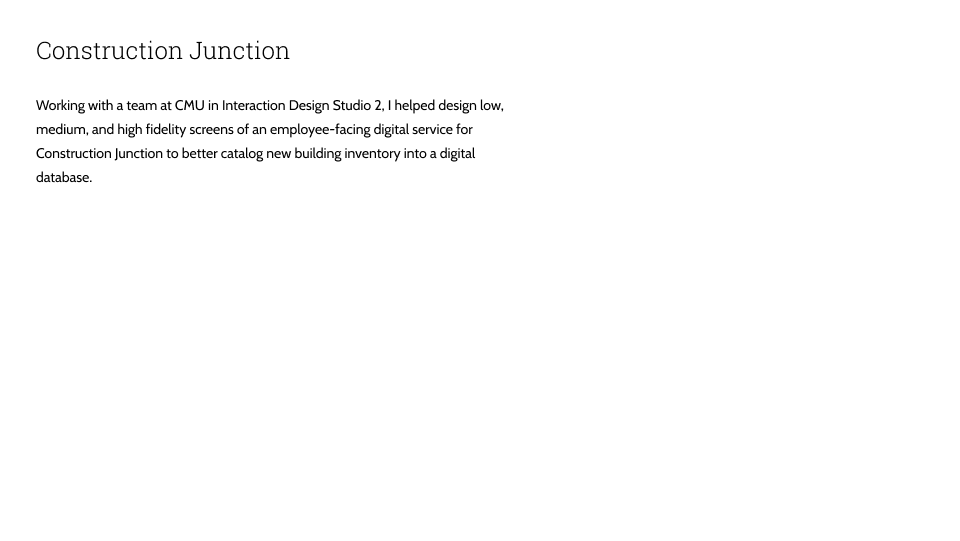 Construction Junction
Working with a team at CMU in Interaction Design Studio 2, I helped design low,
medium, and high fidelity screens of an employee-facing digital service for
Construction Junction to better catalog new building inventory into a digital
database.